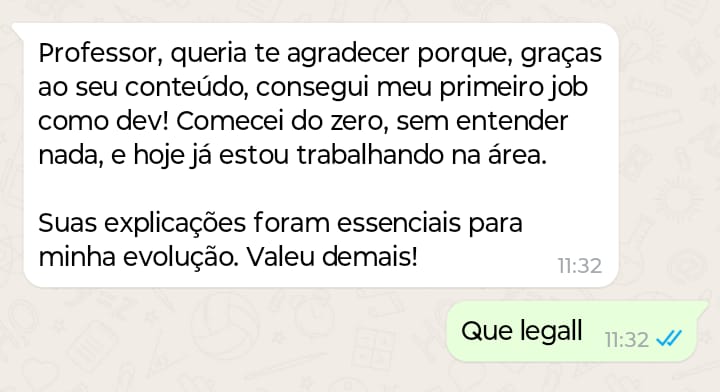 Professor, queria te agradecer porque, graças
ao seu conteúdo, consegui meu primeiro job
como dev! Comecei do zero, sem entender
nada, e hoje já estou trabalhando na área.
Suas explicações foram essenciais para
minha evolução. Valeu demais!
11:32
Que legall
11:32